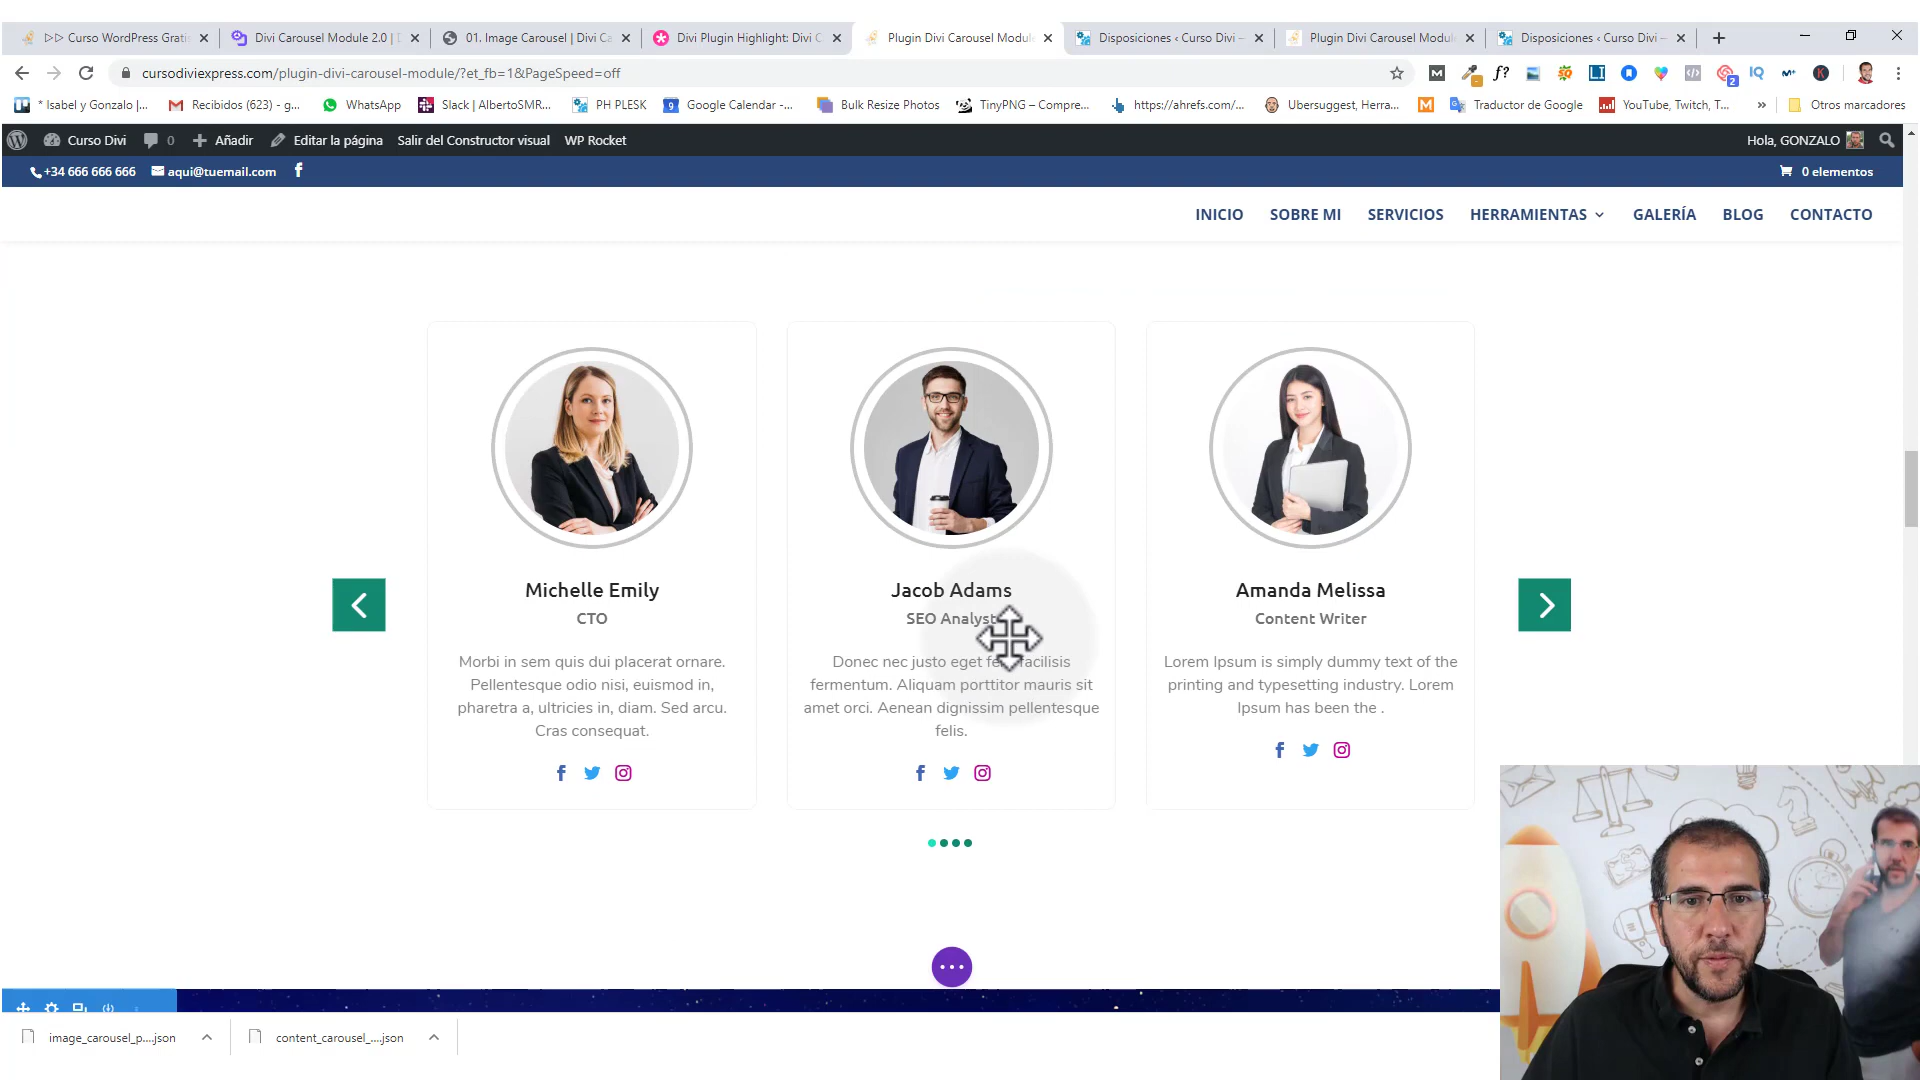 ▷▷ Curso WordPress Grati
Divi Carousel Module 2.0 | D
01. Image Carousel | Divi Ca
Divi Plugin Highlight: Divi C
Plugin Divi Carousel Modul
Disposiciones ‹ Curso Divi —
Plugin Divi Carousel Modul
Disposiciones ‹ Curso Divi —
cursodiviexpress.com/plugin-divi-carousel-module/?et_fb=1&PageSpeed=off
* Isabel y Gonzalo |...
Recibidos (623) - g...
WhatsApp
Slack | AlbertoSMR...
PH PLESK
Google Calendar -...
Bulk Resize Photos
TinyPNG – Compre...
https://ahrefs.com/...
Ubersuggest, Herra...
Traductor de Google
YouTube, Twitch, T...
»
Otros marcadores
Curso Divi
0
Añadir
Editar la página
Salir del Constructor visual
WP Rocket
Hola, GONZALO
+34 666 666 666
aqui@tuemail.com
0 elementos
INICIO
SOBRE MI
SERVICIOS
HERRAMIENTAS
GALERÍA
BLOG
CONTACTO
Michelle Emily
CTO
Morbi in sem quis dui placerat ornare.
Pellentesque odio nisi, euismod in,
pharetra a, ultricies in, diam. Sed arcu.
Cras consequat.
Jacob Adams
SEO Analyst
Donec nec justo eget facilisis
fermentum. Aliquam porttitor mauris sit
amet orci. Aenean dignissim pellentesque
felis.
Amanda Melissa
Content Writer
Lorem Ipsum is simply dummy text of the
printing and typesetting industry. Lorem
Ipsum has been the .
image_carousel_p....json
content_carousel_....json